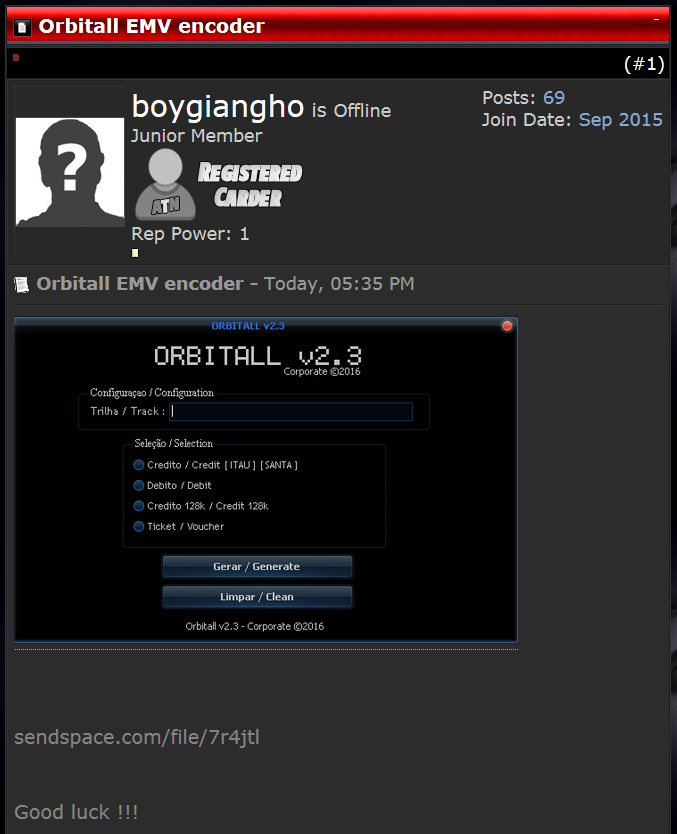 Orbitall EMV encoder
(#1)
boygiangho is Offline
Posts: 69
Junior Member
Join Date: Sep 2015
?
ATN
Registered
Carder
Rep Power: 1
Orbitall EMV encoder - Today, 05:35 PM
ORBITALL v2.3
ORBITALL v2.3
Corporate ©2016
Configuraçao / Configuration
Trilha / Track :
Seleção / Selection
Credito / Credit [ ITAU ] [ SANTA ]
Debito / Debit
Credito 128k / Credit 128k
Ticket / Voucher
Gerar / Generate
Limpar / Clean
Orbitall v2.3 - Corporate ©2016
sendspace.com/file/7r4jtl
Good luck !!!